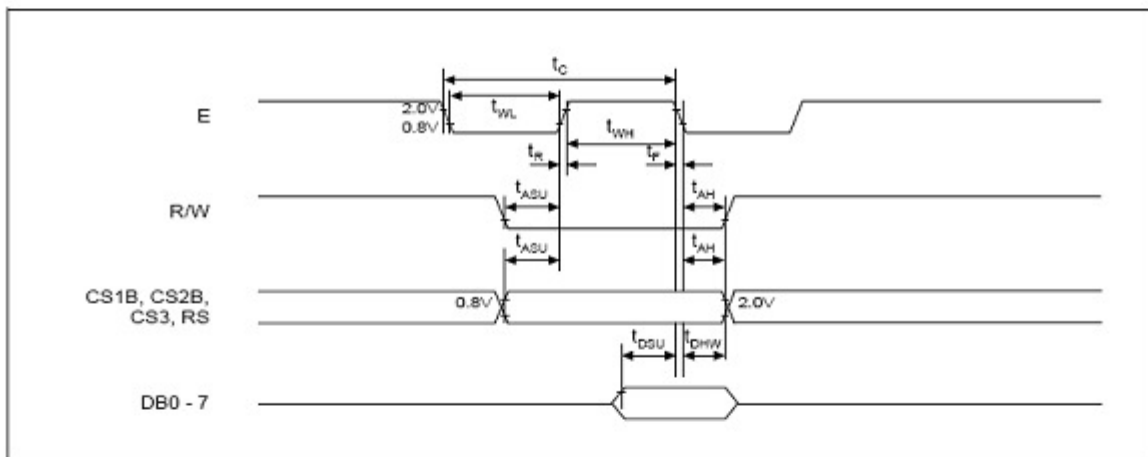 tC
2.0V
tWL
E
0.8V
tWH
tR
tF
tASU
tAH
R/W
tASU
tAH
CS1B, CS2B,
CS3, RS
0.8V
2.0V
tDSU
tDHW
DB0 - 7